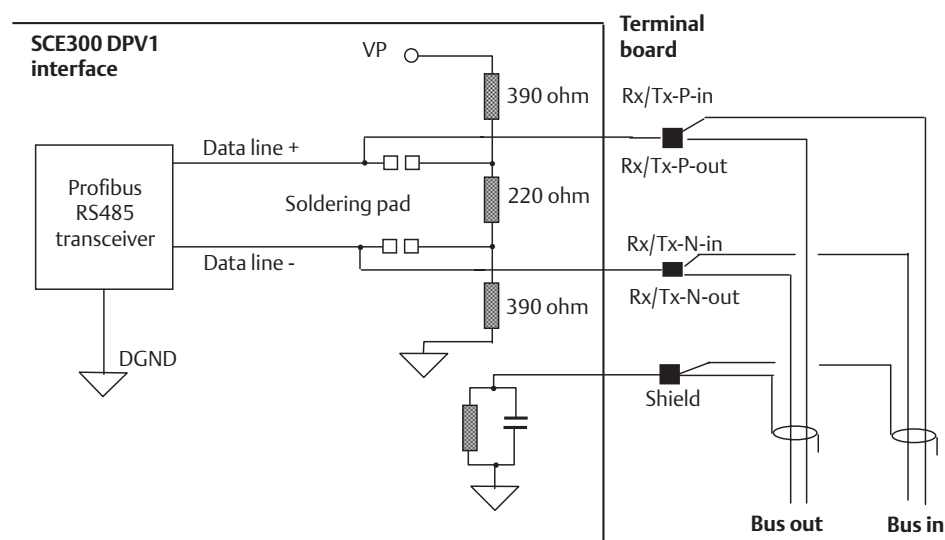 SCE300 DPV1
interface
Terminal
board
VP
390 ohm
Rx/Tx-P-in
Data line +
Rx/Tx-P-out
Profibus
RS485
transceiver
Soldering pad
220 ohm
Rx/Tx-N-in
Data line -
Rx/Tx-N-out
390 ohm
DGND
Shield
Bus out
Bus in